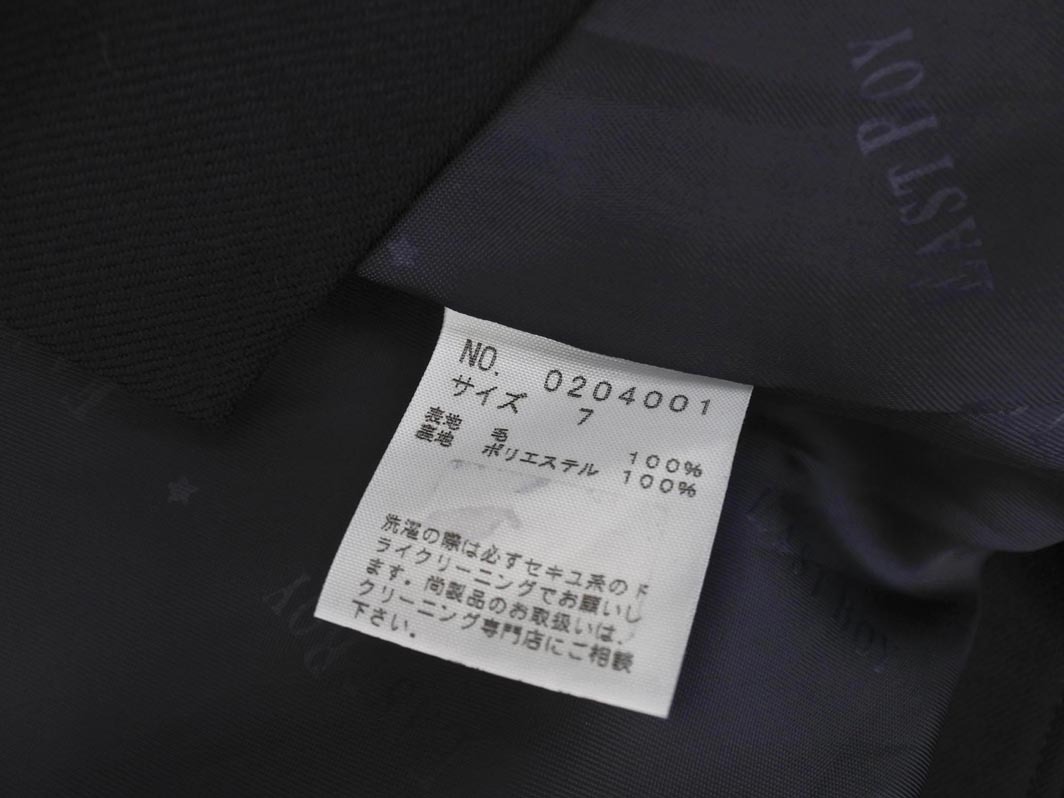 EASTBOY
NO. 0204001
サイズ 7
表地 毛 100%
裏地 ポリエステル 100%
洗濯の際は必ずセキユ系のド
ライクリーニングでお願いし
ます．尚製品のお取扱いは，
クリーニング専門店にご相談
下さい．
EASTBOY